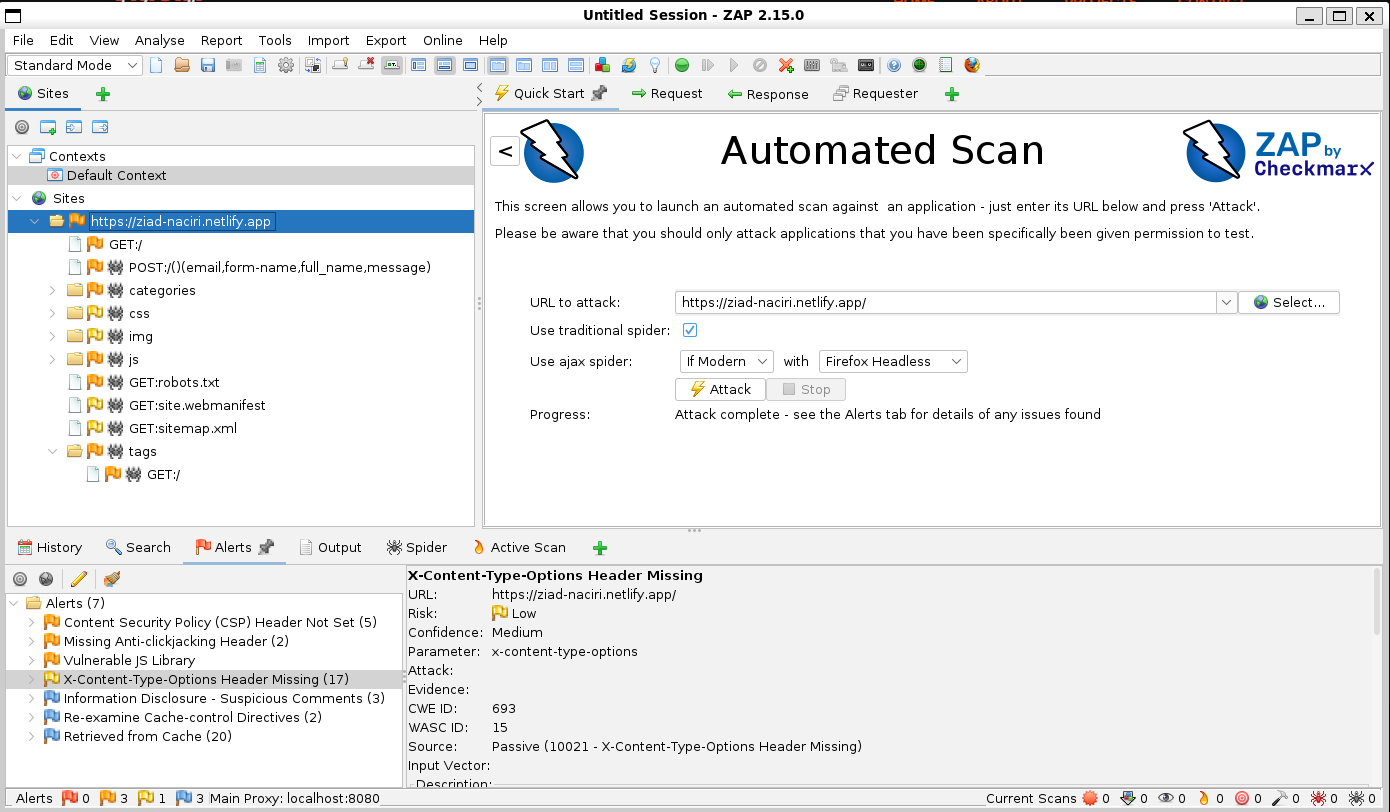 Untitled Session - ZAP 2.15.0
File Edit View Analyse Report Tools Import Export Online Help
Standard Mode
Sites
Quick Start Request Response Requester
<
Automated Scan
ZAP by Checkmarx
Contexts
Default Context
Sites
https://ziad-naciri.netlify.app
GET:/
POST:/()(email,form-name,full_name,message)
categories
css
img
js
GET:robots.txt
GET:site.webmanifest
GET:sitemap.xml
tags
GET:/
This screen allows you to launch an automated scan against  an application - just enter its URL below and press 'Attack'.
Please be aware that you should only attack applications that you have been specifically been given permission to test.
URL to attack: https://ziad-naciri.netlify.app/ Select...
Use traditional spider:
Use ajax spider: If Modern with Firefox Headless
Attack Stop
Progress: Attack complete - see the Alerts tab for details of any issues found
History Search Alerts Output Spider Active Scan
Alerts (7)
Content Security Policy (CSP) Header Not Set (5)
Missing Anti-clickjacking Header (2)
Vulnerable JS Library
X-Content-Type-Options Header Missing (17)
Information Disclosure - Suspicious Comments (3)
Re-examine Cache-control Directives (2)
Retrieved from Cache (20)
X-Content-Type-Options Header Missing
URL: https://ziad-naciri.netlify.app/
Risk: Low
Confidence: Medium
Parameter: x-content-type-options
Attack:
Evidence:
CWE ID: 693
WASC ID: 15
Source: Passive (10021 - X-Content-Type-Options Header Missing)
Input Vector:
Description:
Alerts 0 3 1 3 Main Proxy: localhost:8080
Current Scans 0 0 0 0 0 0 0 0